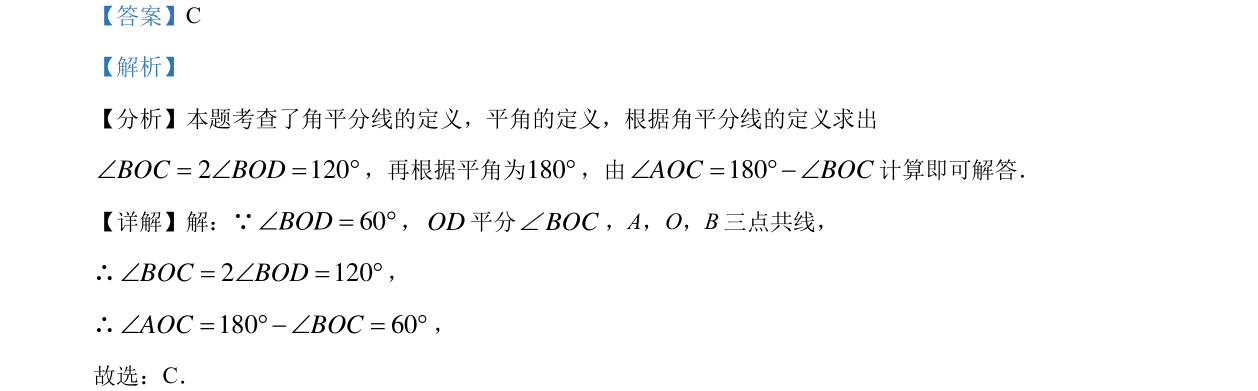 【答案】C
【解析】
【分析】本题考查了角平分线的定义，平角的定义，根据角平分线的定义求出
∠BOC = 2∠BOD = 120°，再根据平角为180°，由 ∠AOC = 180° − ∠BOC 计算即可解答．
【详解】解：∵ ∠BOD = 60°，OD 平分 ∠BOC，A，O，B 三点共线，
∴ ∠BOC = 2∠BOD = 120°，
∴ ∠AOC = 180° − ∠BOC = 60°，
故选：C．